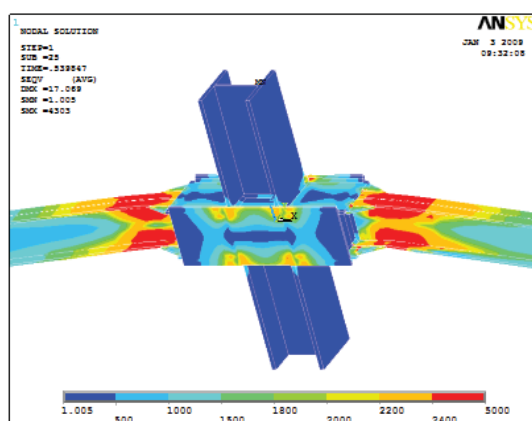 1
NODAL SOLUTION
STEP=1
SUB =25
TIME=.539847
SEQV (AVG)
DMX =17.069
SMN =1.005
SMX =4303
ANSYS
JAN 3 2009
09:32:08
MX
X
1.005 1000 1800 2200 5000
500 1500 2000 2400